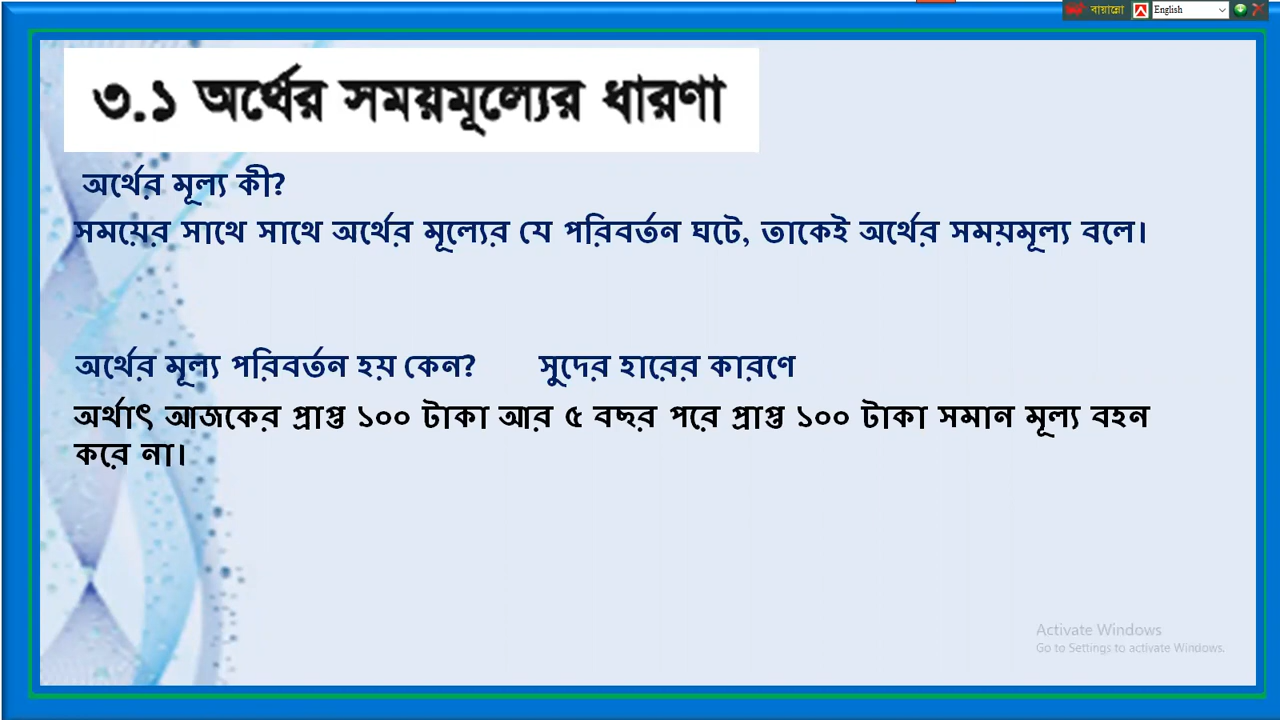 বায়ান্নো English
৩.১ অর্থের সময়মূল্যের ধারণা
অর্থের মূল্য কী?
সময়ের সাথে সাথে অর্থের মূল্যের যে পরিবর্তন ঘটে, তাকেই অর্থের সময়মূল্য বলে।
অর্থের মূল্য পরিবর্তন হয় কেন? সুদের হারের কারণে
অর্থাৎ আজকের প্রাপ্ত ১০০ টাকা আর ৫ বছর পরে প্রাপ্ত ১০০ টাকা সমান মূল্য বহন
করে না।
Activate Windows
Go to Settings to activate Windows.